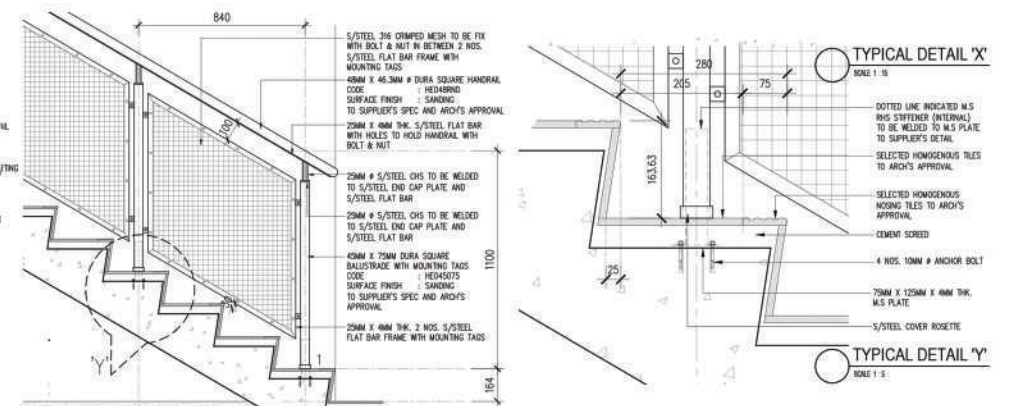 840
S/STEEL 316 CRIMPED MESH TO BE FIX
WITH BOLT & NUT IN BETWEEN 2 NOS.
S/STEEL FLAT BAR FRAME WITH
MOUNTING TAGS
48MM X 46.3MM ø DURA SQUARE HANDRAIL
CODE : HE048RND
SURFACE FINISH : SANDING
TO SUPPLIER'S SPEC AND ARCH'S APPROVAL
25MM X 4MM THK. S/STEEL FLAT BAR
WITH HOLES TO HOLD HANDRAIL WITH
BOLT & NUT
25MM ø S/STEEL CHS TO BE WELDED
TO S/STEEL END CAP PLATE AND
S/STEEL FLAT BAR
25MM ø S/STEEL CHS TO BE WELDED
TO S/STEEL END CAP PLATE AND
S/STEEL FLAT BAR
45MM X 75MM DURA SQUARE
BALUSTRADE WITH MOUNTING TAGS
CODE : HE045075
SURFACE FINISH : SANDING
TO SUPPLIER'S SPEC AND ARCH'S
APPROVAL
25MM X 4MM THK. 2 NOS. S/STEEL
FLAT BAR FRAME WITH MOUNTING TAGS
100
1100
164
1
'Y'
280
205
75
163.63
25
TYPICAL DETAIL 'X'
SCALE 1 : 15
DOTTED LINE INDICATED M.S
RHS STIFFENER (INTERNAL)
TO BE WELDED TO M.S PLATE
TO SUPPLIER'S DETAIL
SELECTED HOMOGENOUS TILES
TO ARCH'S APPROVAL
SELECTED HOMOGENOUS
NOSING TILES TO ARCH'S
APPROVAL
CEMENT SCREED
4 NOS. 10MM ø ANCHOR BOLT
75MM X 125MM X 4MM THK.
M.S PLATE
S/STEEL COVER ROSETTE
TYPICAL DETAIL 'Y'
SCALE 1 : 5